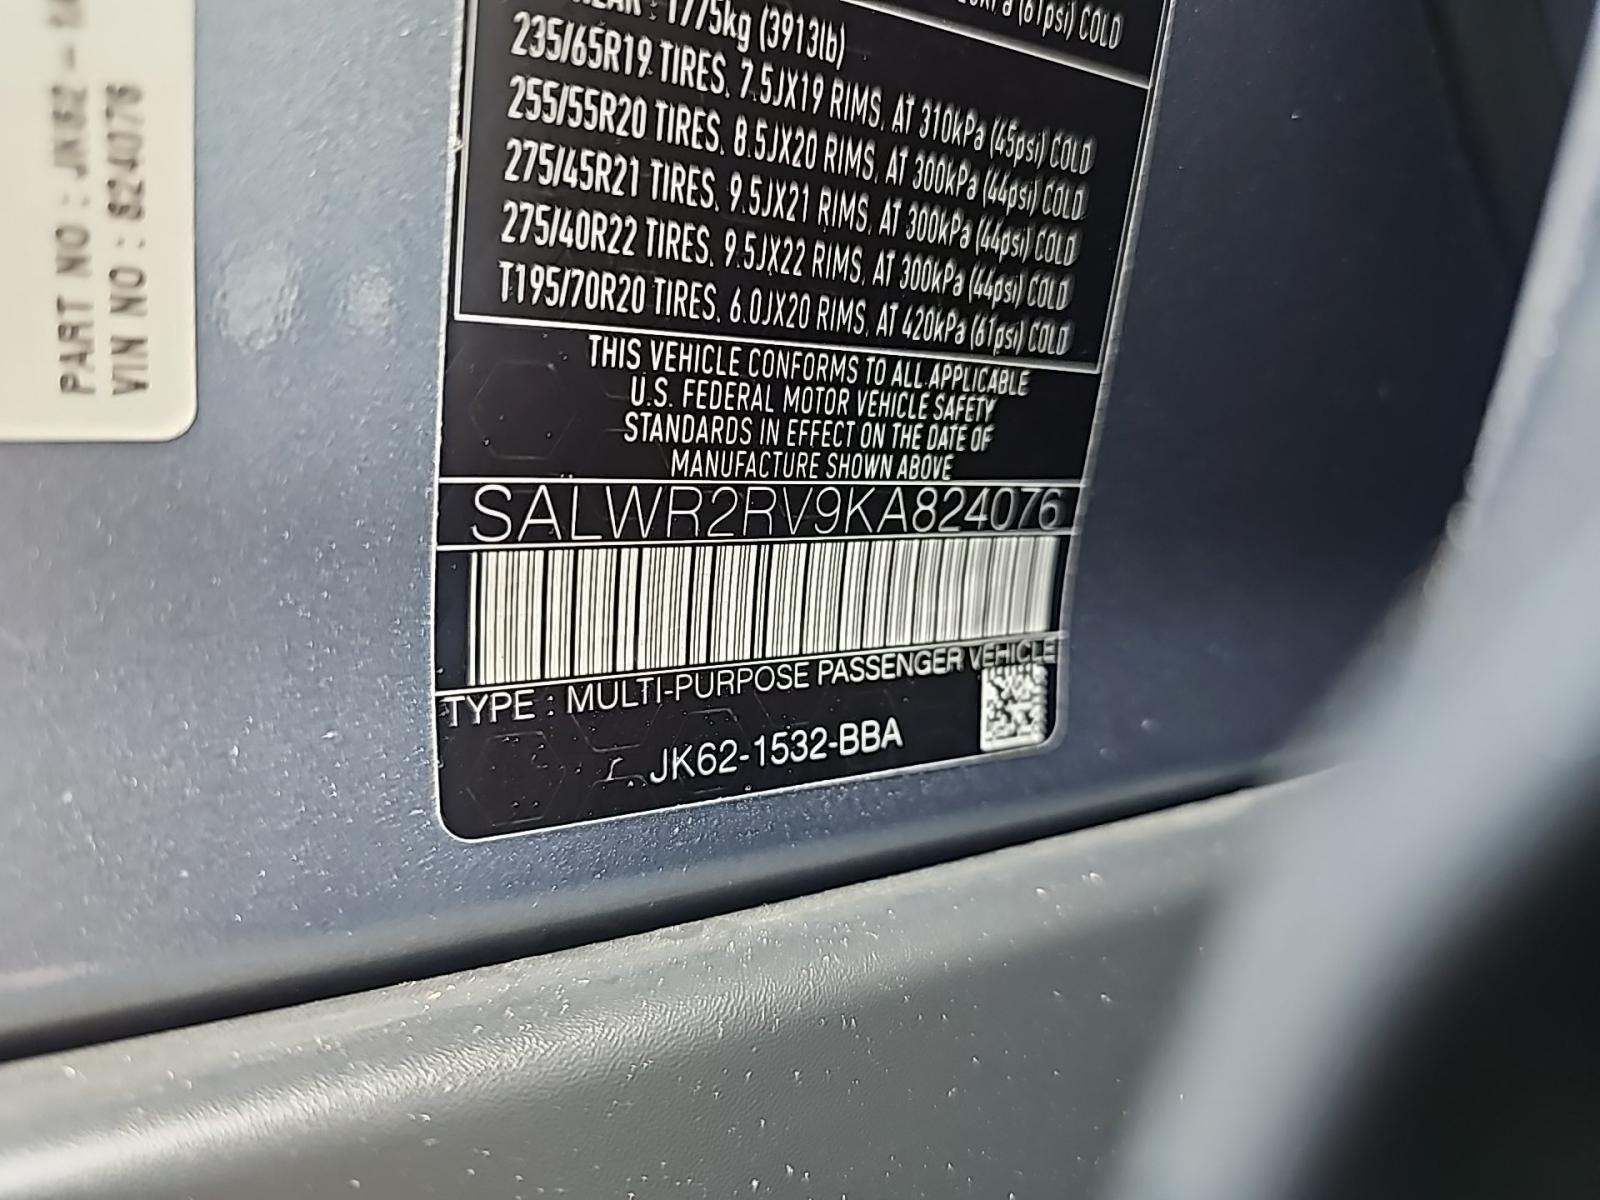 PART NO : JK62 -
VIN NO : 824076
: 1775kg (3913lb)
(61psi) COLD
235/65R19 TIRES, 7.5JX19 RIMS, AT 310kPa (45psi) COLD
255/55R20 TIRES, 8.5JX20 RIMS, AT 300kPa (44psi) COLD
275/45R21 TIRES, 9.5JX21 RIMS, AT 300kPa (44psi) COLD
275/40R22 TIRES, 9.5JX22 RIMS, AT 300kPa (44psi) COLD
T195/70R20 TIRES, 6.0JX20 RIMS, AT 420kPa (61psi) COLD
THIS VEHICLE CONFORMS TO ALL APPLICABLE
U.S. FEDERAL MOTOR VEHICLE SAFETY
STANDARDS IN EFFECT ON THE DATE OF
MANUFACTURE SHOWN ABOVE
SALWR2RV9KA824076
TYPE : MULTI-PURPOSE PASSENGER VEHICLE
JK62-1532-BBA